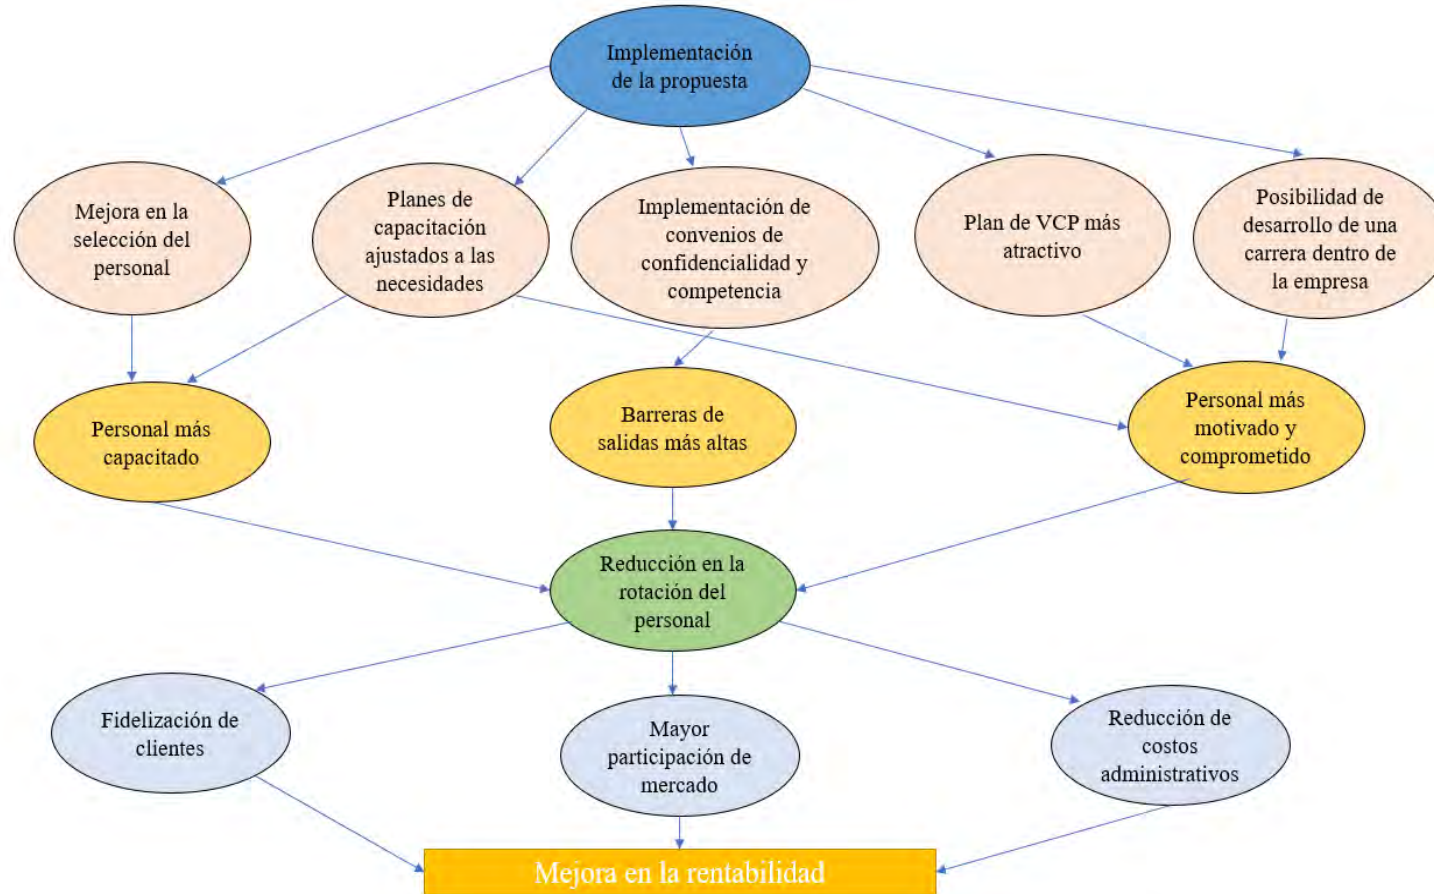 Implementación
de la propuesta
Mejora en la
selección del
personal
Planes de
capacitación
ajustados a las
necesidades
Implementación de
convenios de
confidencialidad y
competencia
Plan de VCP más
atractivo
Posibilidad de
desarrollo de una
carrera dentro de
la empresa
Personal más
capacitado
Barreras de
salidas más altas
Personal más
motivado y
comprometido
Reducción en la
rotación del
personal
Fidelización de
clientes
Mayor
participación de
mercado
Reducción de
costos
administrativos
Mejora en la rentabilidad